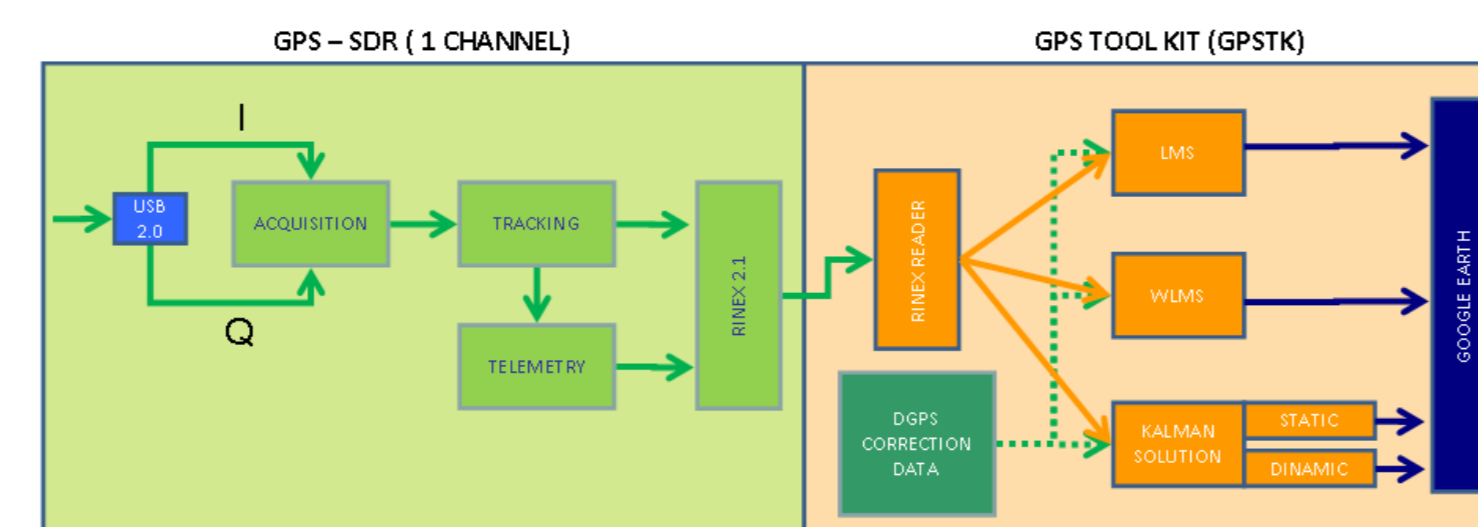 GPS – SDR ( 1 CHANNEL)
GPS TOOL KIT (GPSTK)
I
Q
USB
2.0
ACQUISITION
TRACKING
TELEMETRY
RINEX 2.1
RINEX READER
DGPS
CORRECTION
DATA
LMS
WLMS
KALMAN
SOLUTION
STATIC
DINAMIC
GOOGLE EARTH